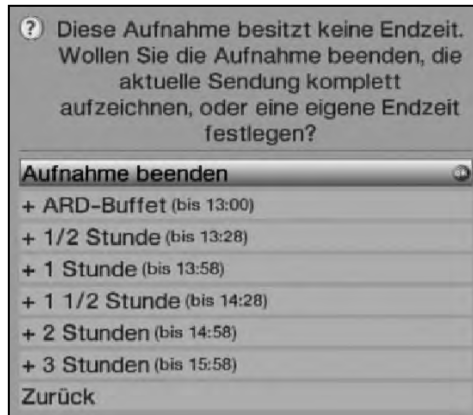 Diese Aufnahme besitzt keine Endzeit.
Wollen Sie die Aufnahme beenden, die
aktuelle Sendung komplett
aufzeichnen, oder eine eigene Endzeit
festlegen?
Aufnahme beenden
+ ARD-Buffet (bis 13:00)
+ 1/2 Stunde (bis 13:28)
+ 1 Stunde (bis 13:58)
+ 1 1/2 Stunde (bis 14:28)
+ 2 Stunden (bis 14:58)
+ 3 Stunden (bis 15:58)
Zurück